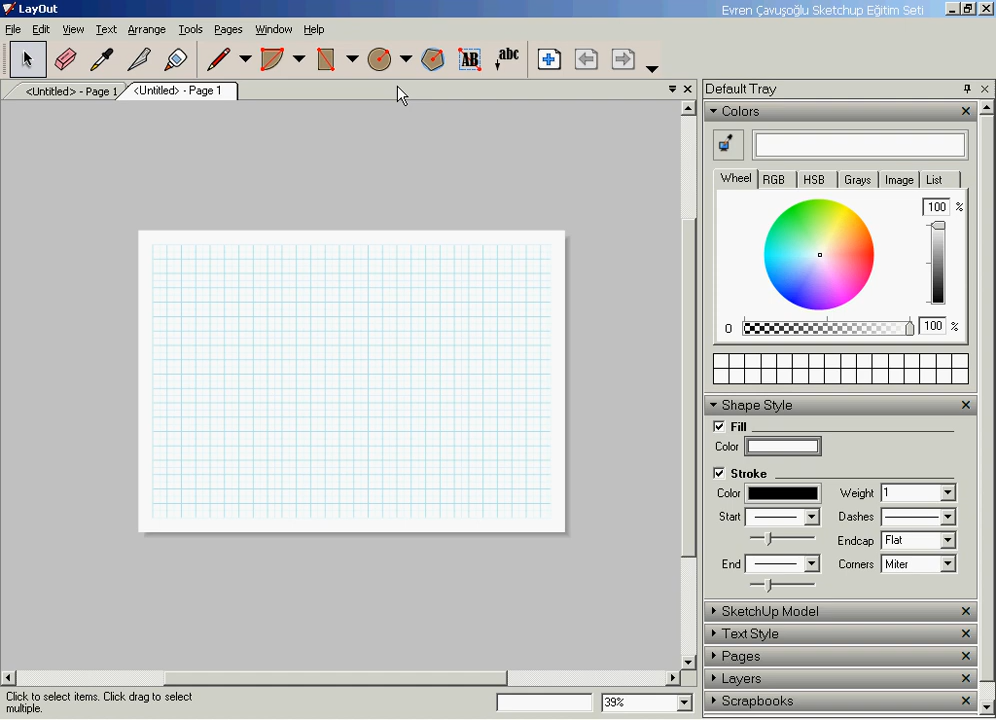 LayOut
Evren Çavuşoğlu Sketchup Eğitim Seti
File Edit View Text Arrange Tools Pages Window Help
AB
abc
<Untitled> - Page 1
<Untitled> - Page 1
Default Tray
Colors
Wheel RGB HSB Grays Image List
100 %
0 100 %
Shape Style
Fill
Color
Stroke
Color Weight 1
Start Dashes
Endcap Flat
End Corners Miter
SketchUp Model
Text Style
Pages
Layers
Scrapbooks
Click to select items. Click drag to select
multiple.
39%